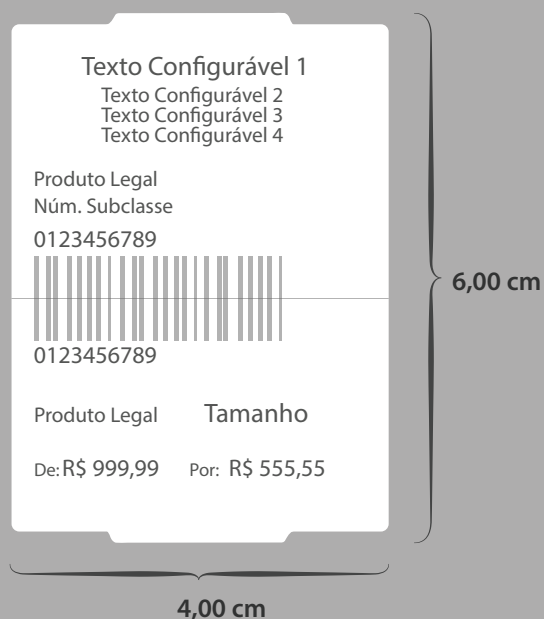 Texto Configurável 1
Texto Configurável 2
Texto Configurável 3
Texto Configurável 4
Produto Legal
Núm. Subclasse
0123456789
0123456789
Produto Legal Tamanho
De: R$ 999,99 Por: R$ 555,55
6,00 cm
4,00 cm